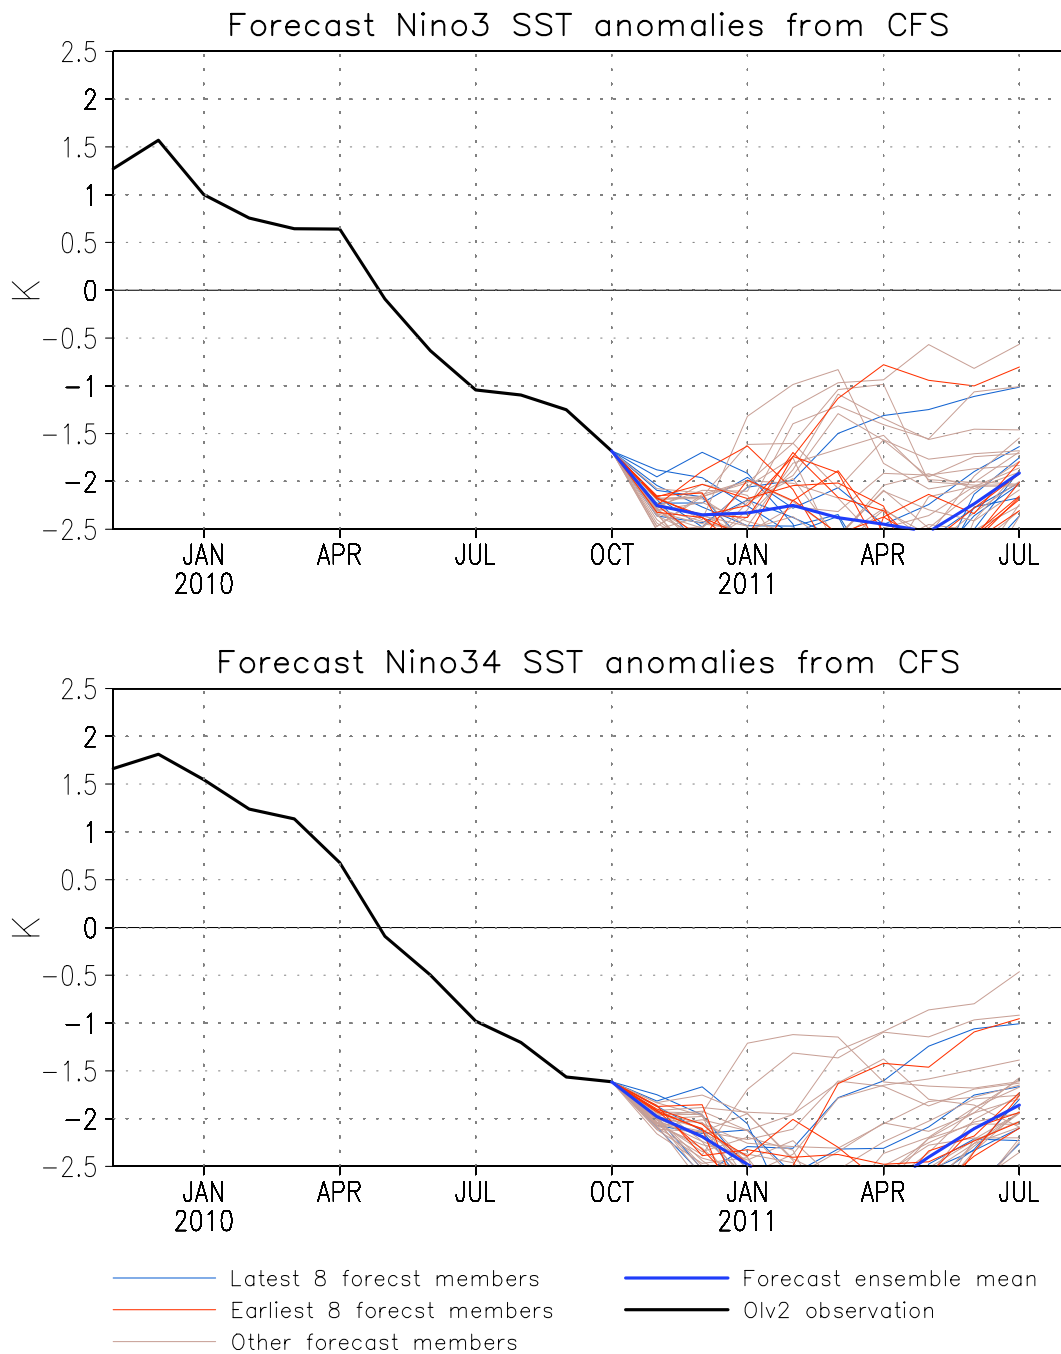 Forecast Nino3 SST anomalies from CFS
2.5
2
1.5
1
0.5
0
-0.5
-1
-1.5
-2
-2.5
K
JAN APR JUL OCT JAN APR JUL
2010 2011
Forecast Nino34 SST anomalies from CFS
2.5
2
1.5
1
0.5
0
-0.5
-1
-1.5
-2
-2.5
K
JAN APR JUL OCT JAN APR JUL
2010 2011
Latest 8 forecst members
Earliest 8 forecst members
Other forecast members
Forecast ensemble mean
OIv2 observation